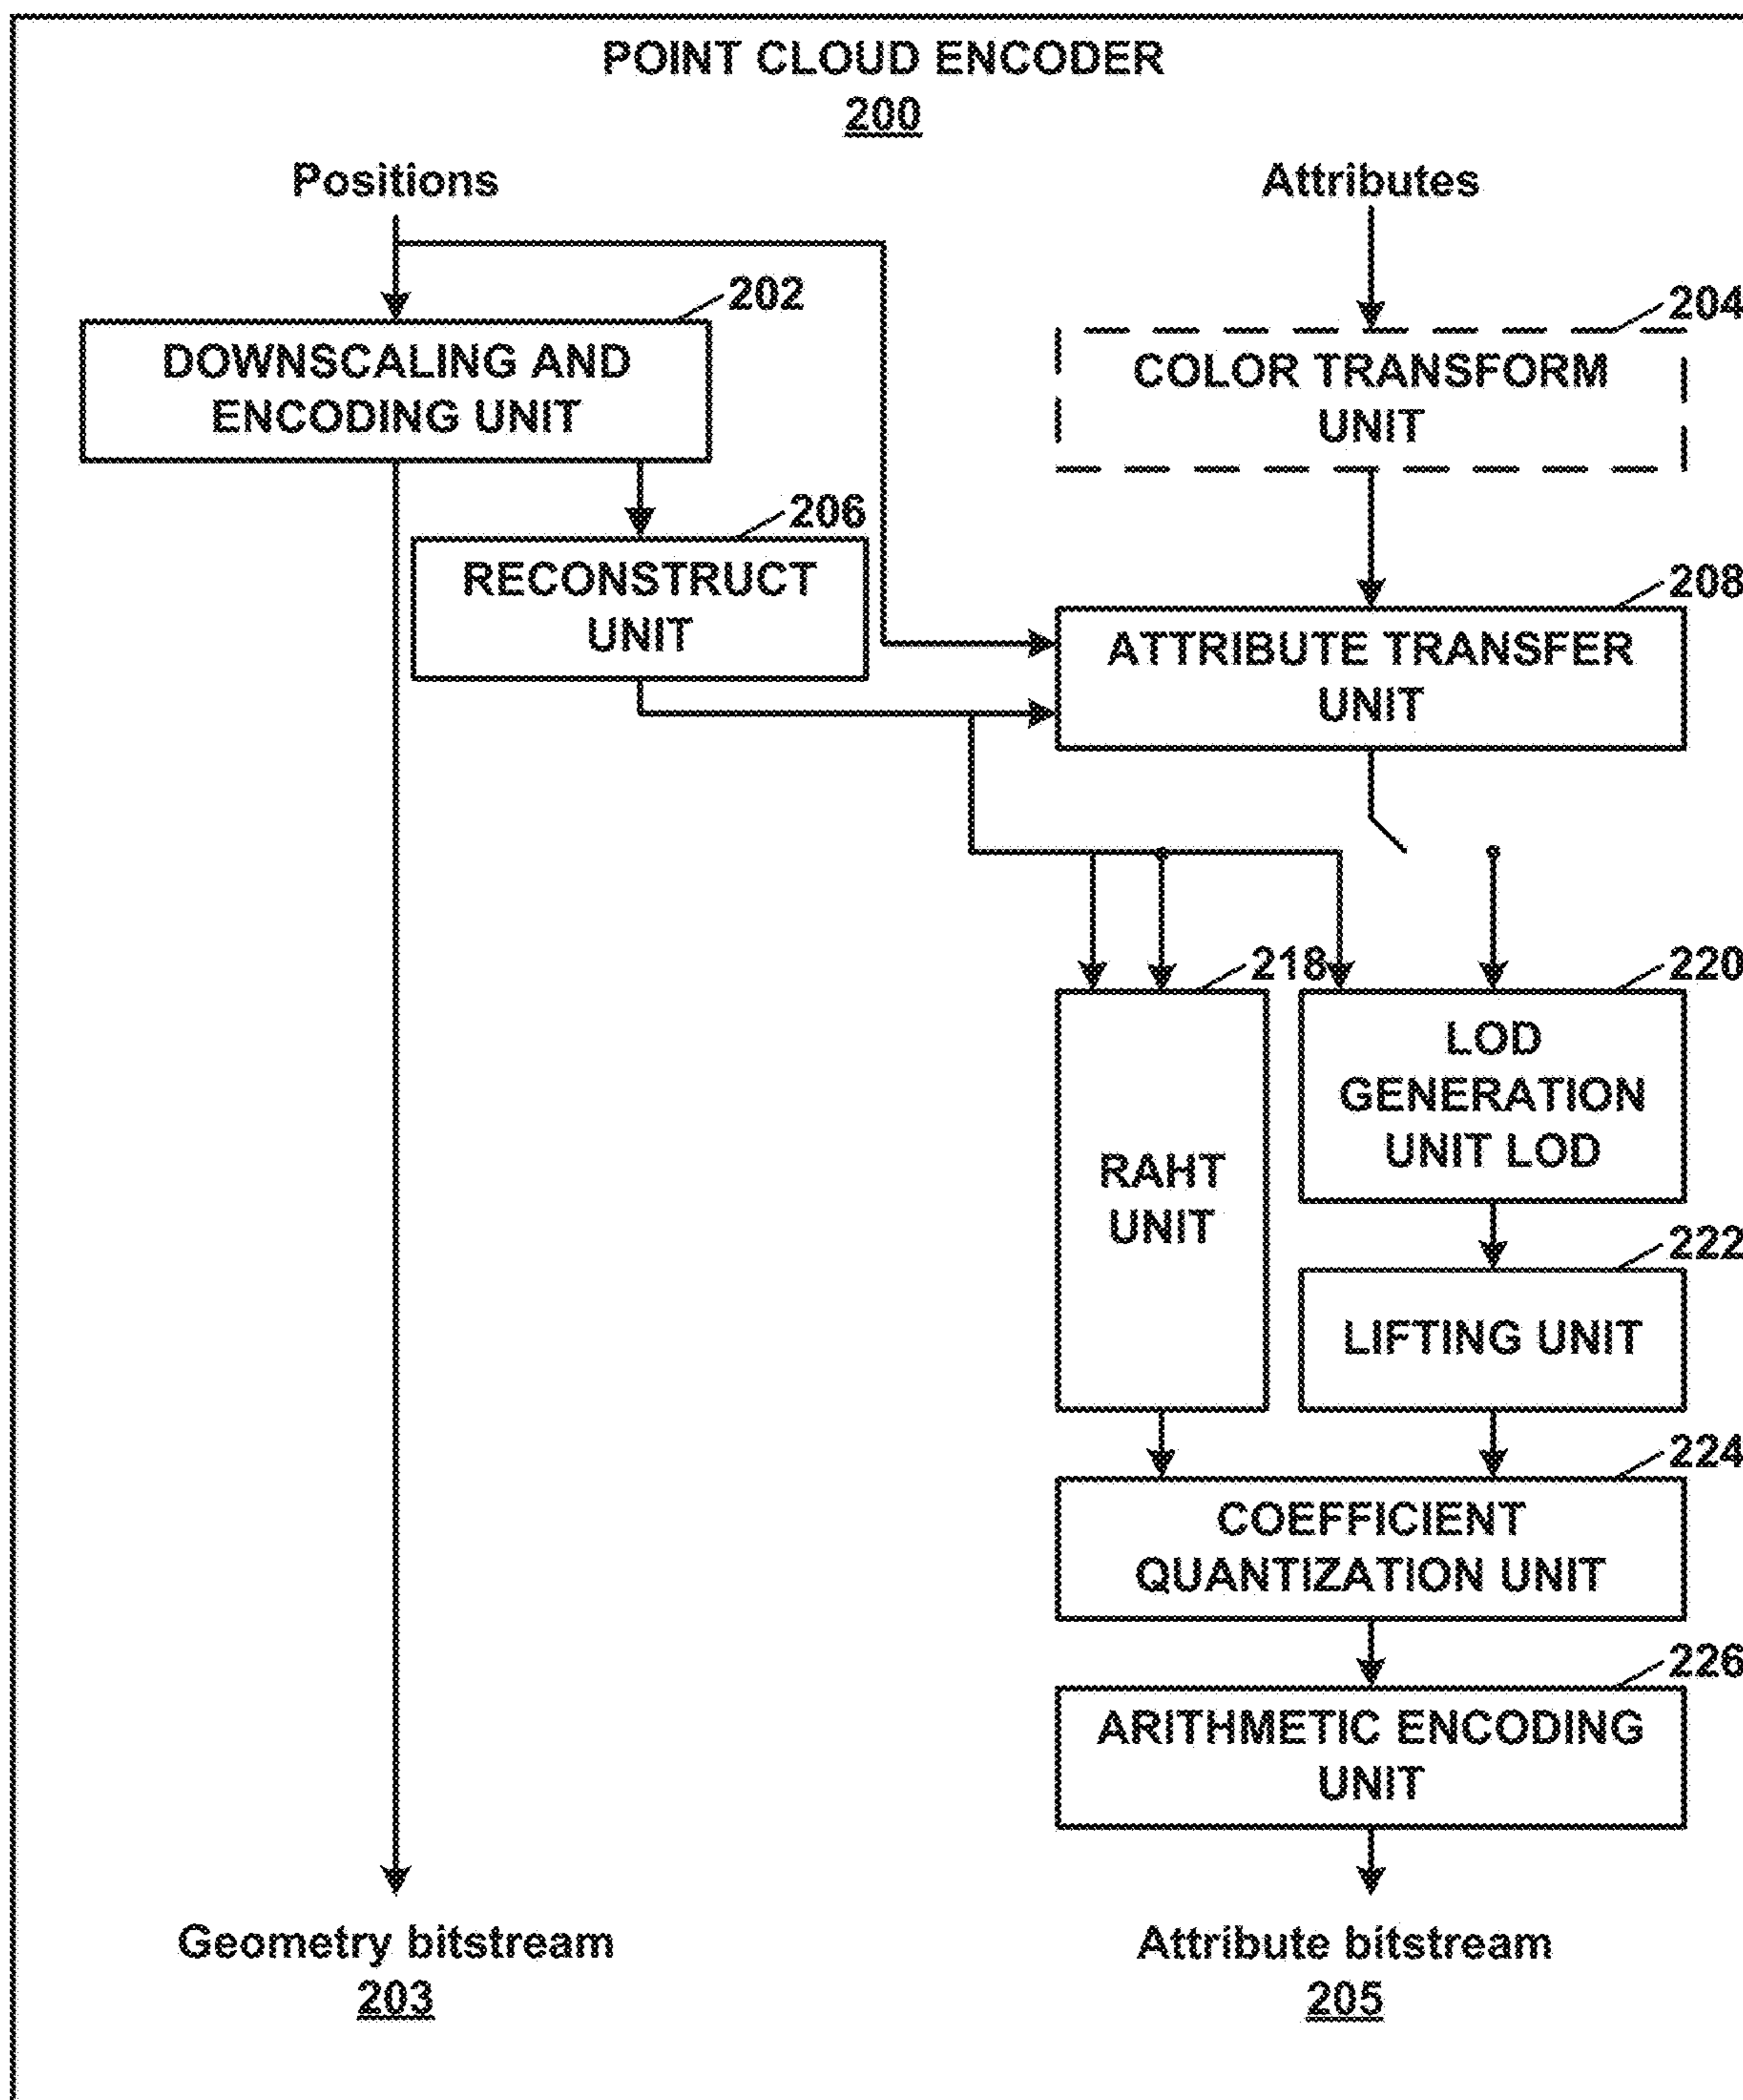 POINT CLOUD ENCODER
200
Positions
Attributes
202
204
DOWNSCALING AND
ENCODING UNIT
COLOR TRANSFORM
UNIT
206
RECONSTRUCT
UNIT
208
ATTRIBUTE TRANSFER
UNIT
218
220
RAHT
UNIT
LOD
GENERATION
UNIT LOD
222
LIFTING UNIT
224
COEFFICIENT
QUANTIZATION UNIT
226
ARITHMETIC ENCODING
UNIT
Geometry bitstream
203
Attribute bitstream
205